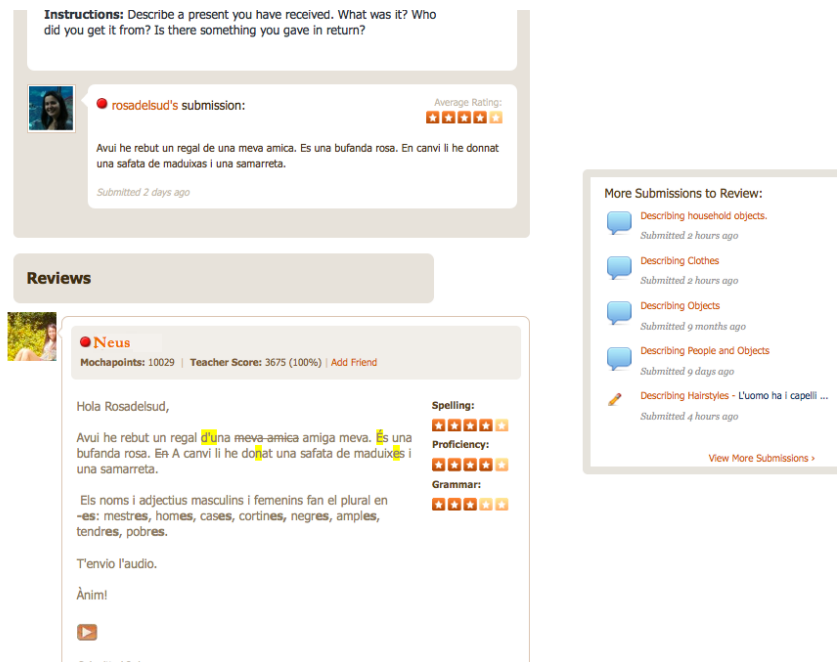 Instructions: Describe a present you have received. What was it? Who
did you get it from? Is there something you gave in return?
rosadelsud's submission:
Average Rating:
Avui he rebut un regal de una meva amica. Es una bufanda rosa. En canvi li he donnat
una safata de maduixas i una samarreta.
Submitted 2 days ago
Reviews
Neus
Mochapoints: 10029 | Teacher Score: 3675 (100%) | Add Friend
Hola Rosadelsud,
Avui he rebut un regal d'una meva amica amiga meva. És una
bufanda rosa. En A canvi li he donat una safata de maduixes i
una samarreta.
Els noms i adjectius masculins i femenins fan el plural en
-es: mestres, homes, cases, cortines, negres, amples,
tendres, pobres.
T'envio l'audio.
Ànim!
Spelling:
Proficiency:
Grammar:
More Submissions to Review:
Describing household objects.
Submitted 2 hours ago
Describing Clothes
Submitted 2 hours ago
Describing Objects
Submitted 9 months ago
Describing People and Objects
Submitted 9 days ago
Describing Hairstyles - L'uomo ha i capelli ...
Submitted 4 hours ago
View More Submissions ›